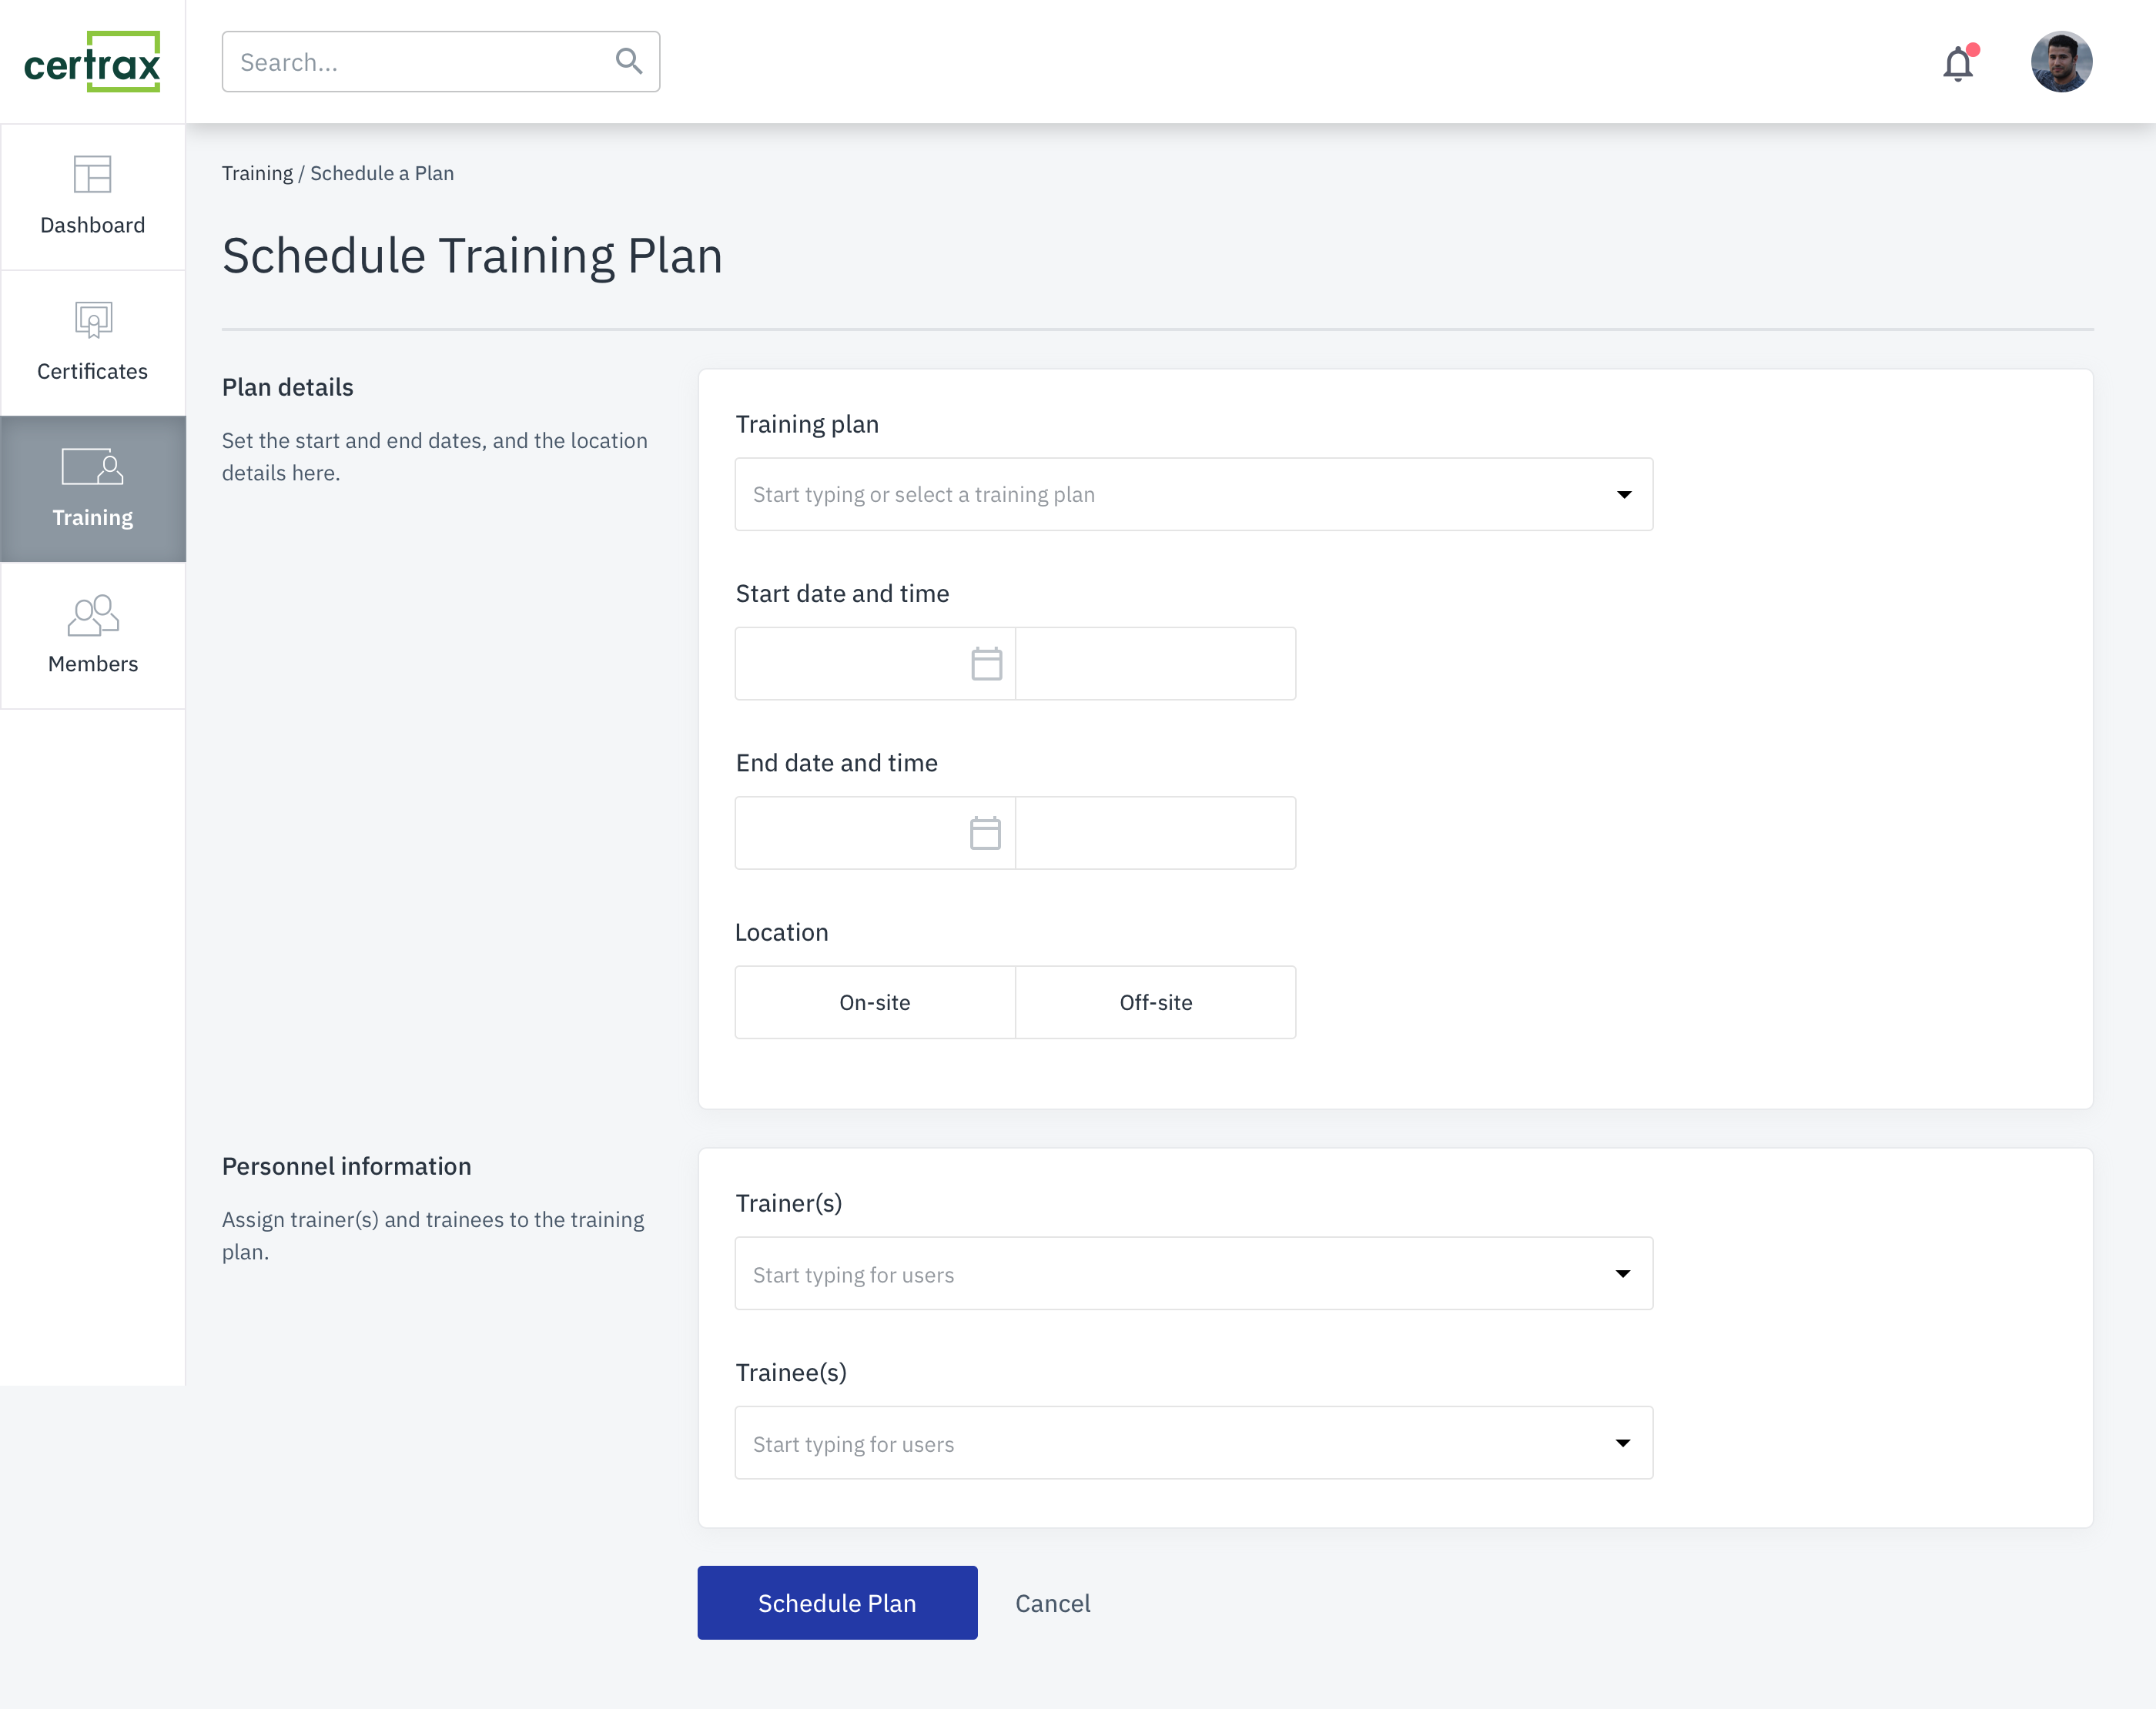 certrax
Search...
Dashboard
Certificates
Training
Members
Training / Schedule a Plan
Schedule Training Plan
Plan details
Set the start and end dates, and the location
details here.
Training plan
Start typing or select a training plan
Start date and time
End date and time
Location
On-site
Off-site
Personnel information
Assign trainer(s) and trainees to the training
plan.
Trainer(s)
Start typing for users
Trainee(s)
Start typing for users
Schedule Plan
Cancel